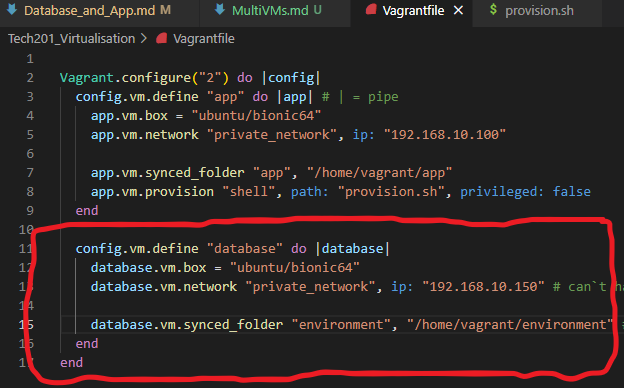 Database_and_App.md M MultiVMs.md U Vagrantfile X $ provision.sh
Tech201_Virtualisation > Vagrantfile
1
2 Vagrant.configure("2") do |config|
3 config.vm.define "app" do |app| # | = pipe
4 app.vm.box = "ubuntu/bionic64"
5 app.vm.network "private_network", ip: "192.168.10.100"
6
7 app.vm.synced_folder "app", "/home/vagrant/app"
8 app.vm.provision "shell", path: "provision.sh", privileged: false
9 end
10
11 config.vm.define "database" do |database|
12 database.vm.box = "ubuntu/bionic64"
13 database.vm.network "private_network", ip: "192.168.10.150" # can`t
14
15 database.vm.synced_folder "environment", "/home/vagrant/environment"
16 end
17 end